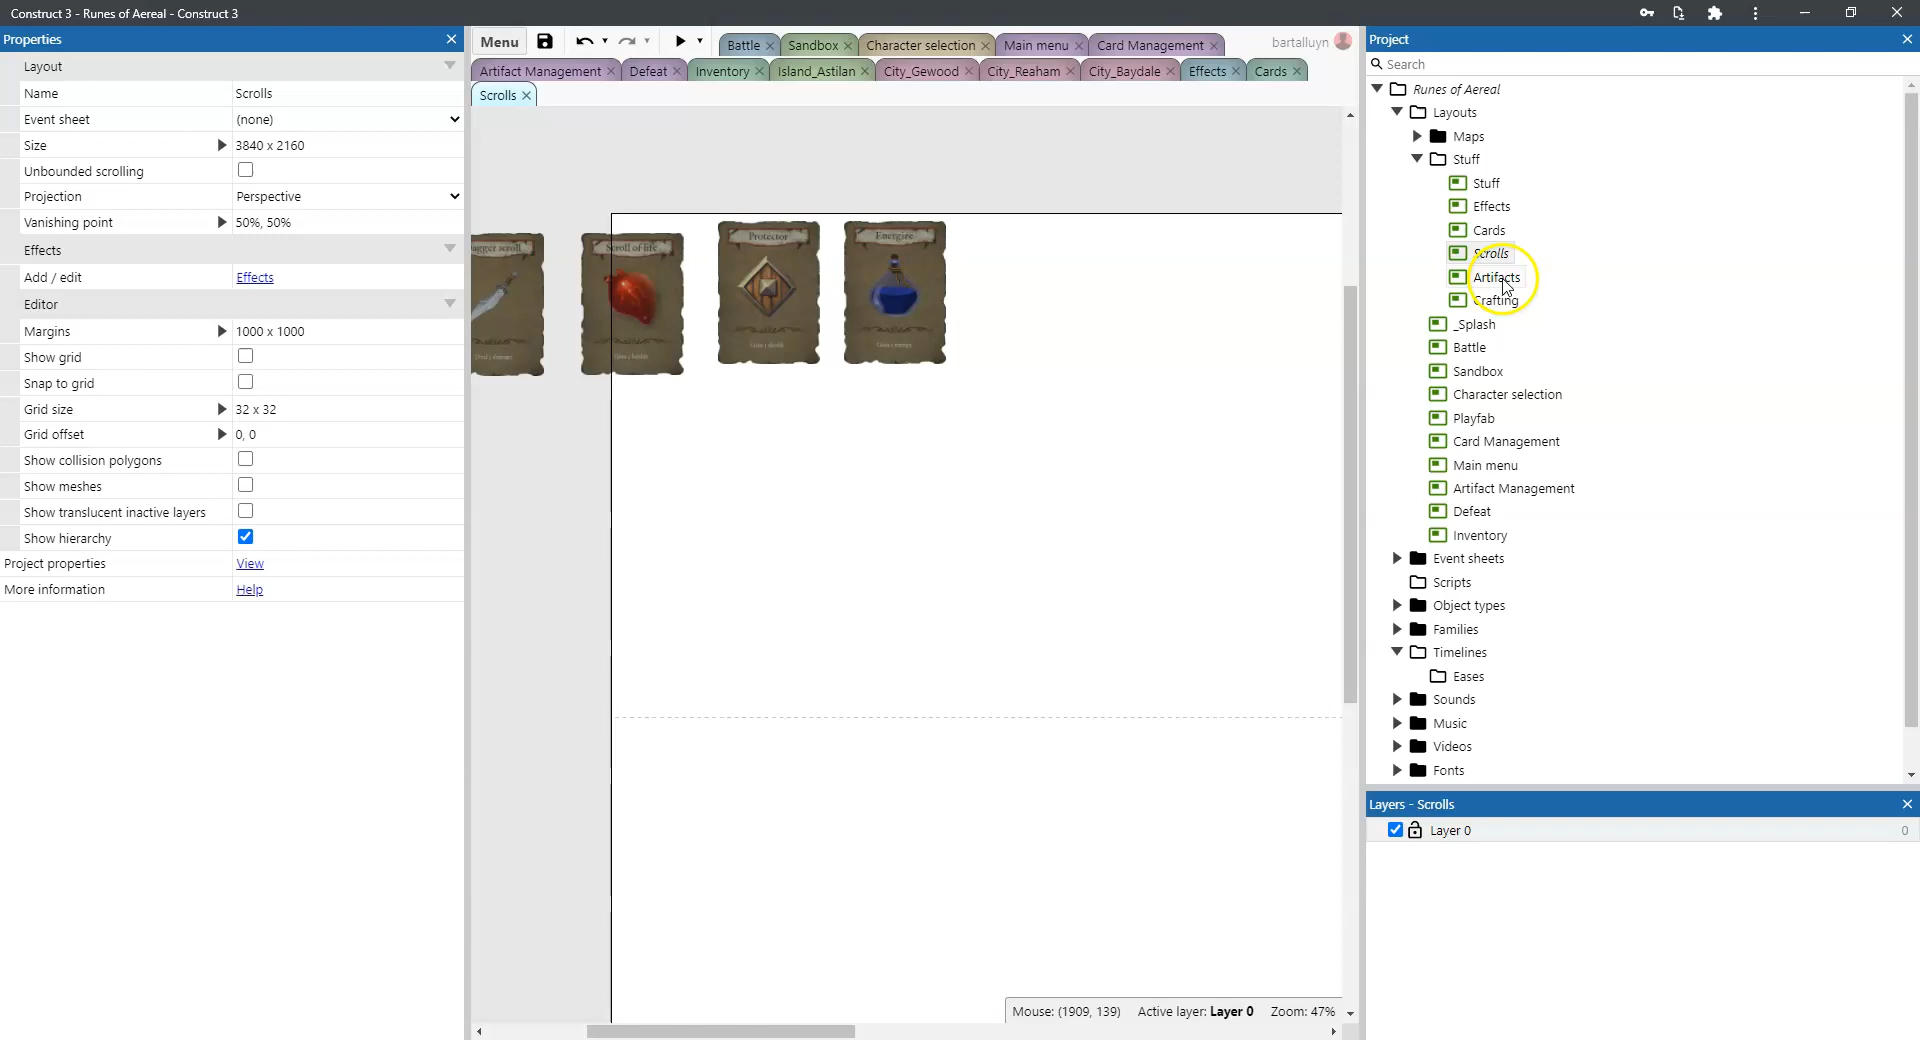 Construct 3 - Runes of Aereal - Construct 3
Properties
Layout
Name Scrolls
Event sheet (none)
Size 3840 x 2160
Unbounded scrolling
Projection Perspective
Vanishing point 50%, 50%
Effects
Add / edit Effects
Editor
Margins 1000 x 1000
Show grid
Snap to grid
Grid size 32 x 32
Grid offset 0, 0
Show collision polygons
Show meshes
Show translucent inactive layers
Show hierarchy
Project properties View
More information Help
Menu
Battle Sandbox Character selection Main menu Card Management
bartalluyn
Artifact Management Defeat Inventory Island_Astilan City_Gewood City_Reaham City_Baydale Effects Cards
Scrolls
scroll
Scroll of life
Protector
Energize
Mouse: (1909, 139) Active layer: Layer 0 Zoom: 47%
Project
Search
Runes of Aereal
Layouts
Maps
Stuff
Stuff
Effects
Cards
Scrolls
Artifacts
Crafting
_Splash
Battle
Sandbox
Character selection
Playfab
Card Management
Main menu
Artifact Management
Defeat
Inventory
Event sheets
Scripts
Object types
Families
Timelines
Eases
Sounds
Music
Videos
Fonts
Layers - Scrolls
Layer 0 0